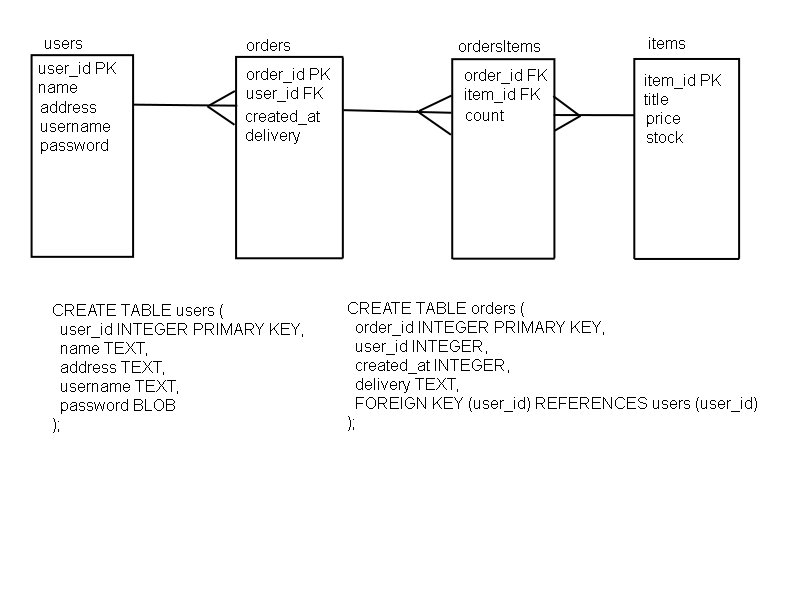 users
user_id PK
name
address
username
password
orders
order_id PK
user_id FK
created_at
delivery
ordersItems
order_id FK
item_id FK
count
items
item_id PK
title
price
stock
CREATE TABLE users (
user_id INTEGER PRIMARY KEY,
name TEXT,
address TEXT,
username TEXT,
password BLOB
);
CREATE TABLE orders (
order_id INTEGER PRIMARY KEY,
user_id INTEGER,
created_at INTEGER,
delivery TEXT,
FOREIGN KEY (user_id) REFERENCES users (user_id)
);